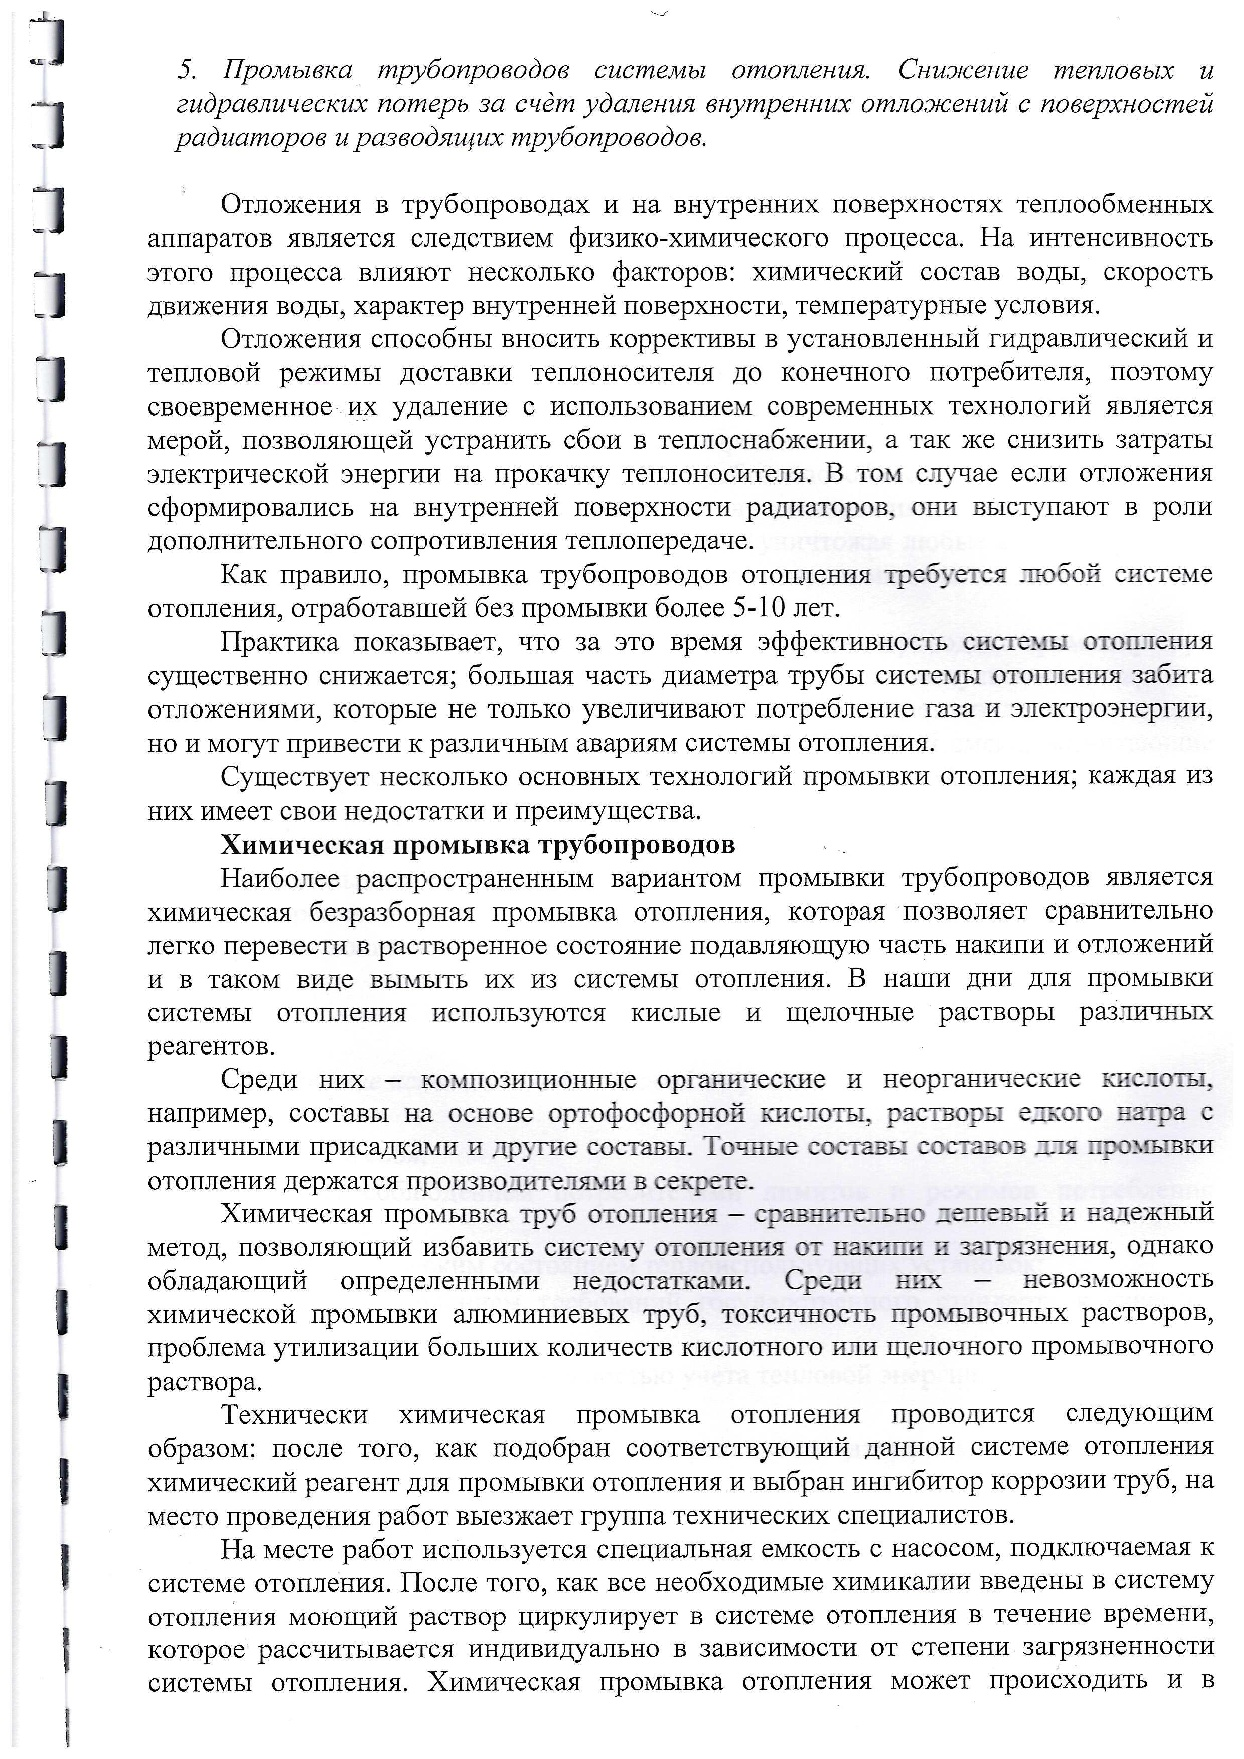 5. Промывка трубопроводов системы отопления. Снижение тепловых и
гидравлических потерь за счёт удаления внутренних отложений с поверхностей
радиаторов и разводящих трубопроводов.
Отложения в трубопроводах и на внутренних поверхностях теплообменных
аппаратов является следствием физико-химического процесса. На интенсивность
этого процесса влияют несколько факторов: химический состав воды, скорость
движения воды, характер внутренней поверхности, температурные условия.
Отложения способны вносить коррективы в установленный гидравлический и
тепловой режимы доставки теплоносителя до конечного потребителя, поэтому
своевременное их удаление с использованием современных технологий является
мерой, позволяющей устранить сбои в теплоснабжении, а так же снизить затраты
электрической энергии на прокачку теплоносителя. В том случае если отложения
сформировались на внутренней поверхности радиаторов, они выступают в роли
дополнительного сопротивления теплопередаче.
Как правило, промывка трубопроводов отопления требуется любой системе
отопления, отработавшей без промывки более 5-10 лет.
Практика показывает, что за это время эффективность системы отопления
существенно снижается; большая часть диаметра трубы системы отопления забита
отложениями, которые не только увеличивают потребление газа и электроэнергии,
но и могут привести к различным авариям системы отопления.
Существует несколько основных технологий промывки отопления; каждая из
них имеет свои недостатки и преимущества.
Химическая промывка трубопроводов
Наиболее распространенным вариантом промывки трубопроводов является
химическая безразборная промывка отопления, которая позволяет сравнительно
легко перевести в растворенное состояние подавляющую часть накипи и отложений
и в таком виде вымыть их из системы отопления. В наши дни для промывки
системы отопления используются кислые и щелочные растворы различных
реагентов.
Среди них – композиционные органические и неорганические кислоты,
например, составы на основе ортофосфорной кислоты, растворы едкого натра с
различными присадками и другие составы. Точные составы составов для промывки
отопления держатся производителями в секрете.
Химическая промывка труб отопления – сравнительно дешевый и надежный
метод, позволяющий избавить систему отопления от накипи и загрязнения, однако
обладающий определенными недостатками. Среди них – невозможность
химической промывки алюминиевых труб, токсичность промывочных растворов,
проблема утилизации больших количеств кислотного или щелочного промывочного
раствора.
Технически химическая промывка отопления проводится следующим
образом: после того, как подобран соответствующий данной системе отопления
химический реагент для промывки отопления и выбран ингибитор коррозии труб, на
место проведения работ выезжает группа технических специалистов.
На месте работ используется специальная емкость с насосом, подключаемая к
системе отопления. После того, как все необходимые химикалии введены в систему
отопления моющий раствор циркулирует в системе отопления в течение времени,
которое рассчитывается индивидуально в зависимости от степени загрязненности
системы отопления. Химическая промывка отопления может происходить и в